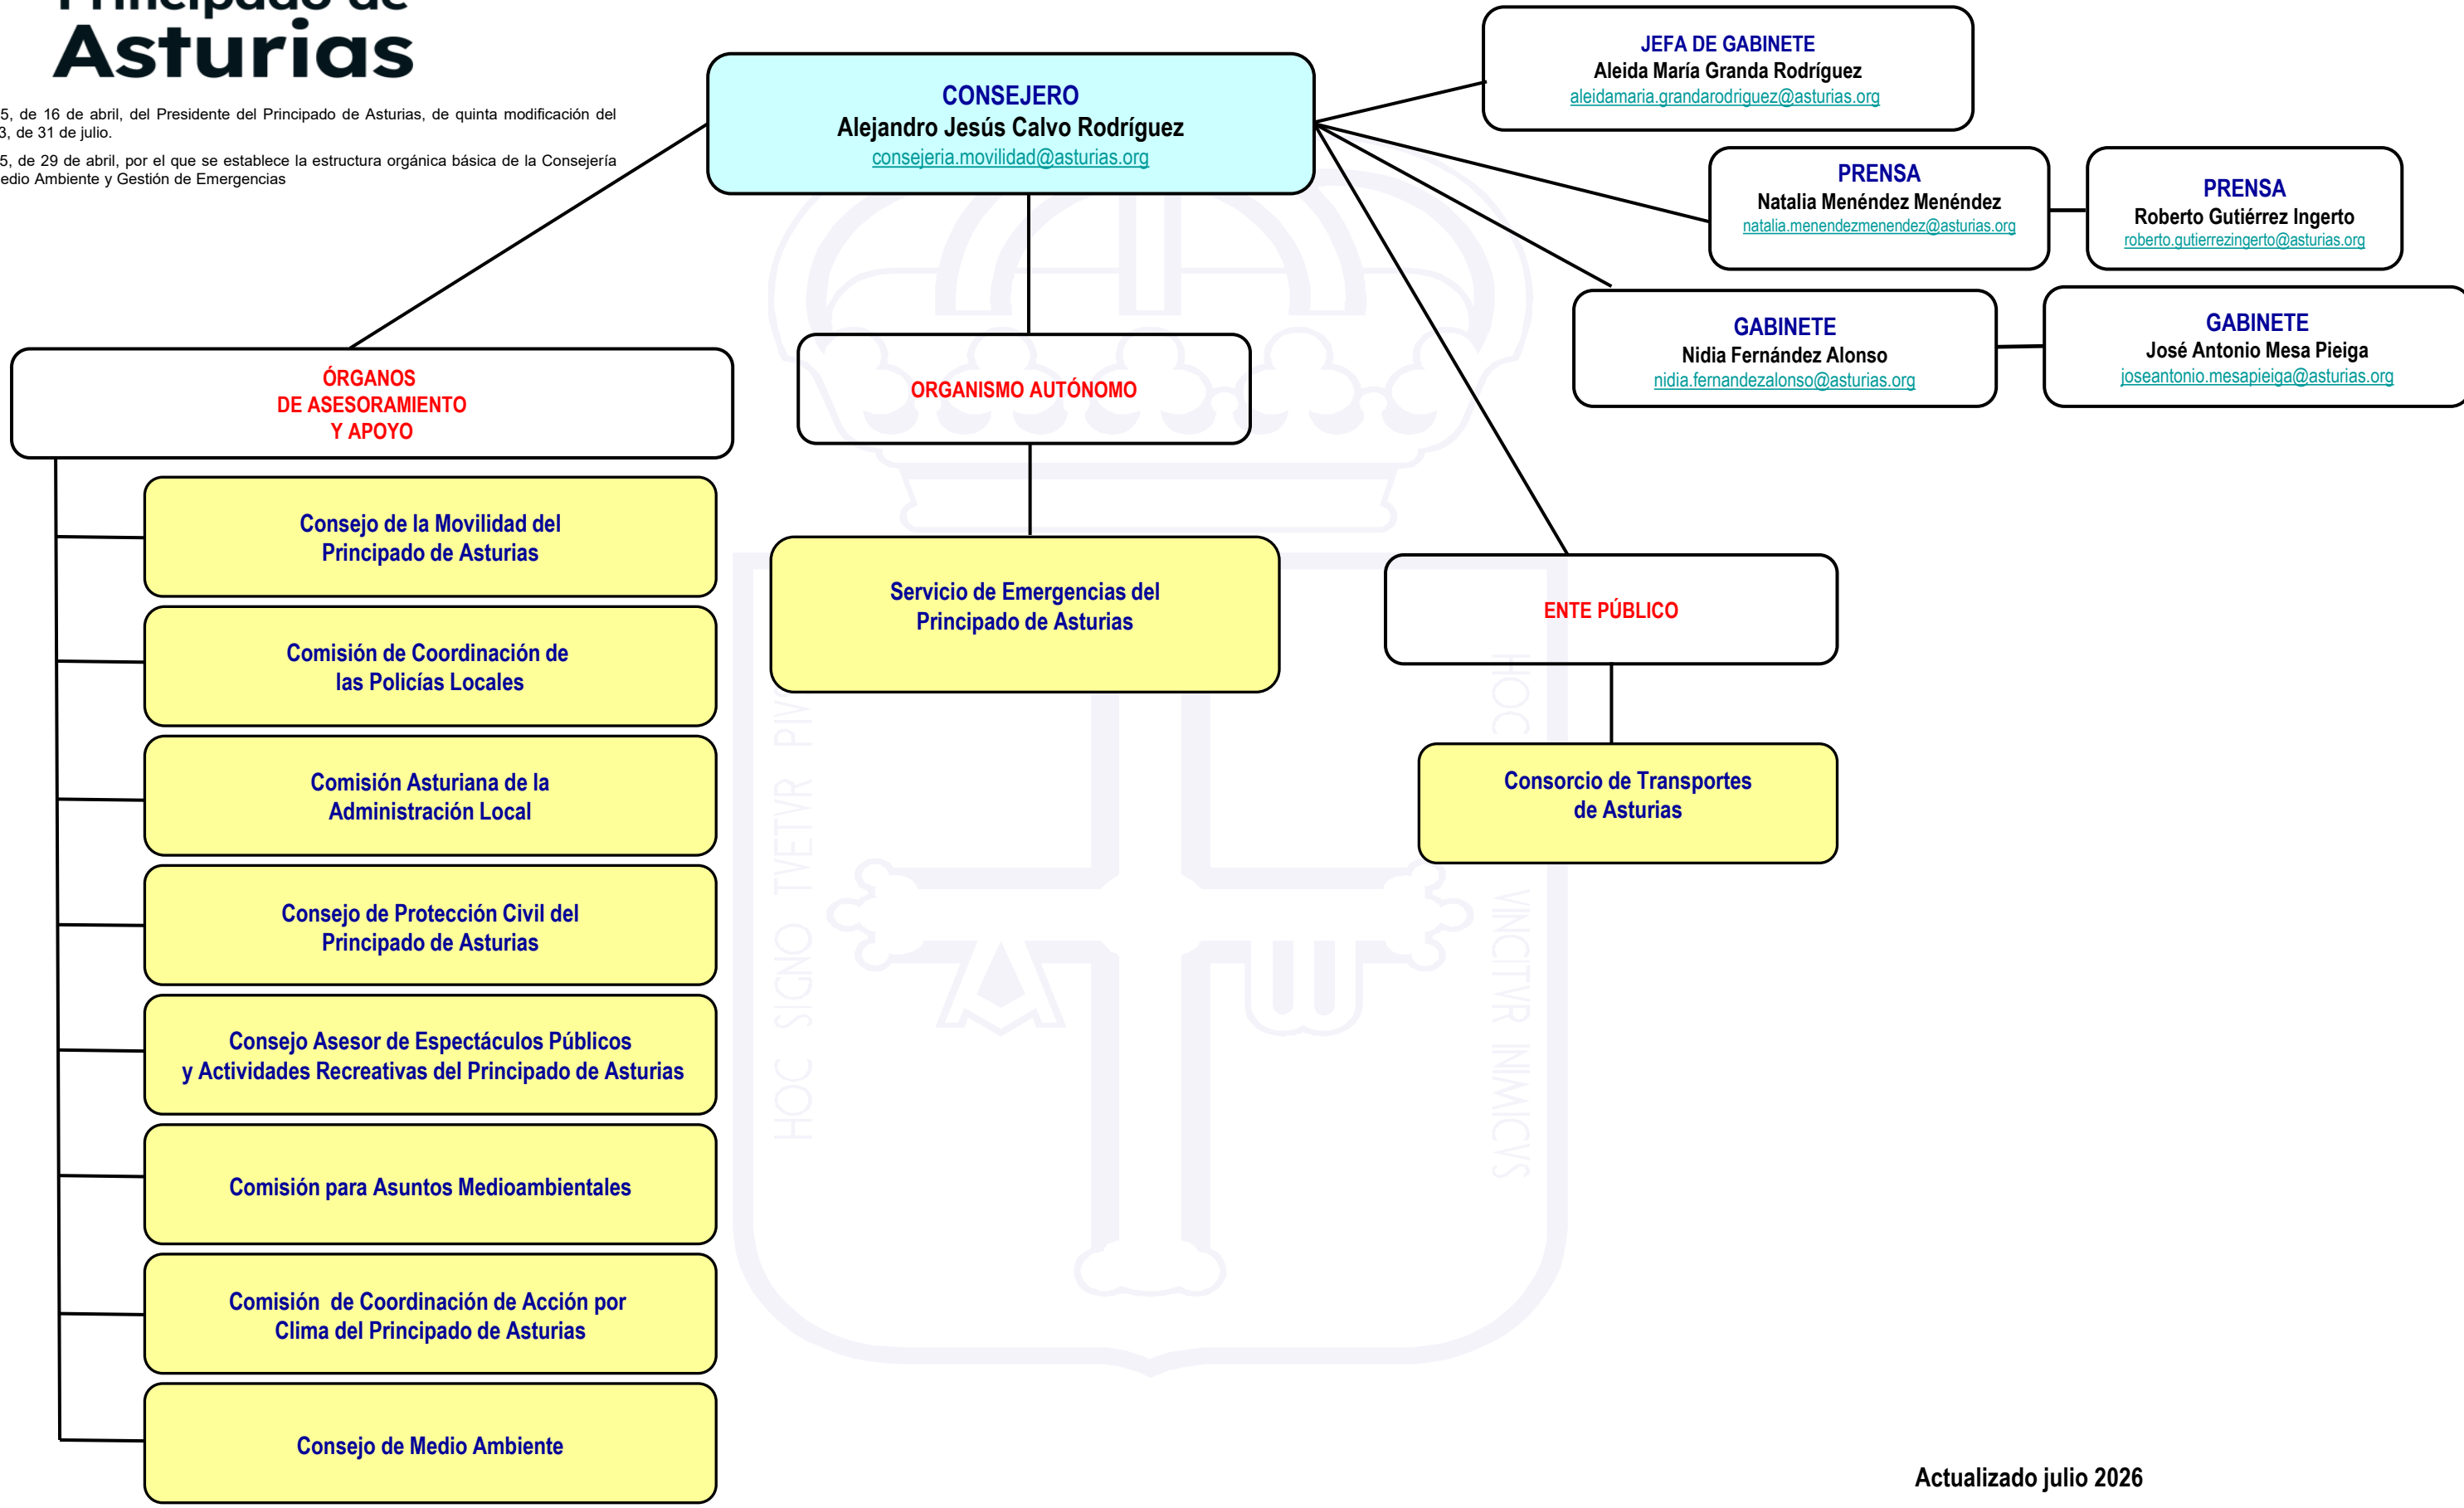 Principado de
Asturias
5, de 16 de abril, del Presidente del Principado de Asturias, de quinta modificación del
3, de 31 de julio.
5, de 29 de abril, por el que se establece la estructura orgánica básica de la Consejería
Medio Ambiente y Gestión de Emergencias
CONSEJERO
Alejandro Jesús Calvo Rodríguez
consejeria.movilidad@asturias.org
JEFA DE GABINETE
Aleida María Granda Rodríguez
aleidamaria.grandarodriguez@asturias.org
PRENSA
Natalia Menéndez Menéndez
natalia.menendezmenendez@asturias.org
PRENSA
Roberto Gutiérrez Ingerto
roberto.gutierrezingerto@asturias.org
GABINETE
Nidia Fernández Alonso
nidia.fernandezalonso@asturias.org
GABINETE
José Antonio Mesa Pieiga
joseantonio.mesapieiga@asturias.org
ÓRGANOS
DE ASESORAMIENTO
Y APOYO
Consejo de la Movilidad del
Principado de Asturias
Comisión de Coordinación de
las Policías Locales
Comisión Asturiana de la
Administración Local
Consejo de Protección Civil del
Principado de Asturias
Consejo Asesor de Espectáculos Públicos
y Actividades Recreativas del Principado de Asturias
Comisión para Asuntos Medioambientales
Comisión de Coordinación de Acción por
Clima del Principado de Asturias
Consejo de Medio Ambiente
ORGANISMO AUTÓNOMO
Servicio de Emergencias del
Principado de Asturias
ENTE PÚBLICO
Consorcio de Transportes
de Asturias
HOC SIGNO TVETVR
HOC VINCITVR INIMICVS
Actualizado julio 2026